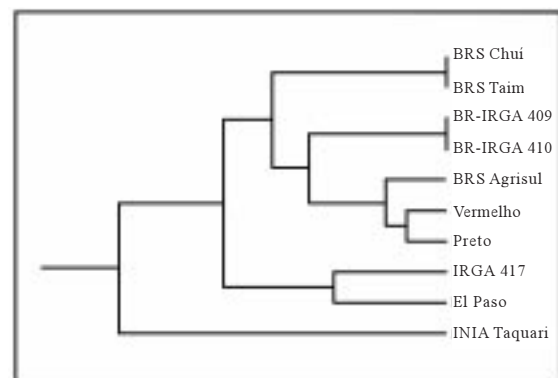 BRS Chuí
BRS Taim
BR-IRGA 409
BR-IRGA 410
BRS Agrisul
Vermelho
Preto
IRGA 417
El Paso
INIA Taquari